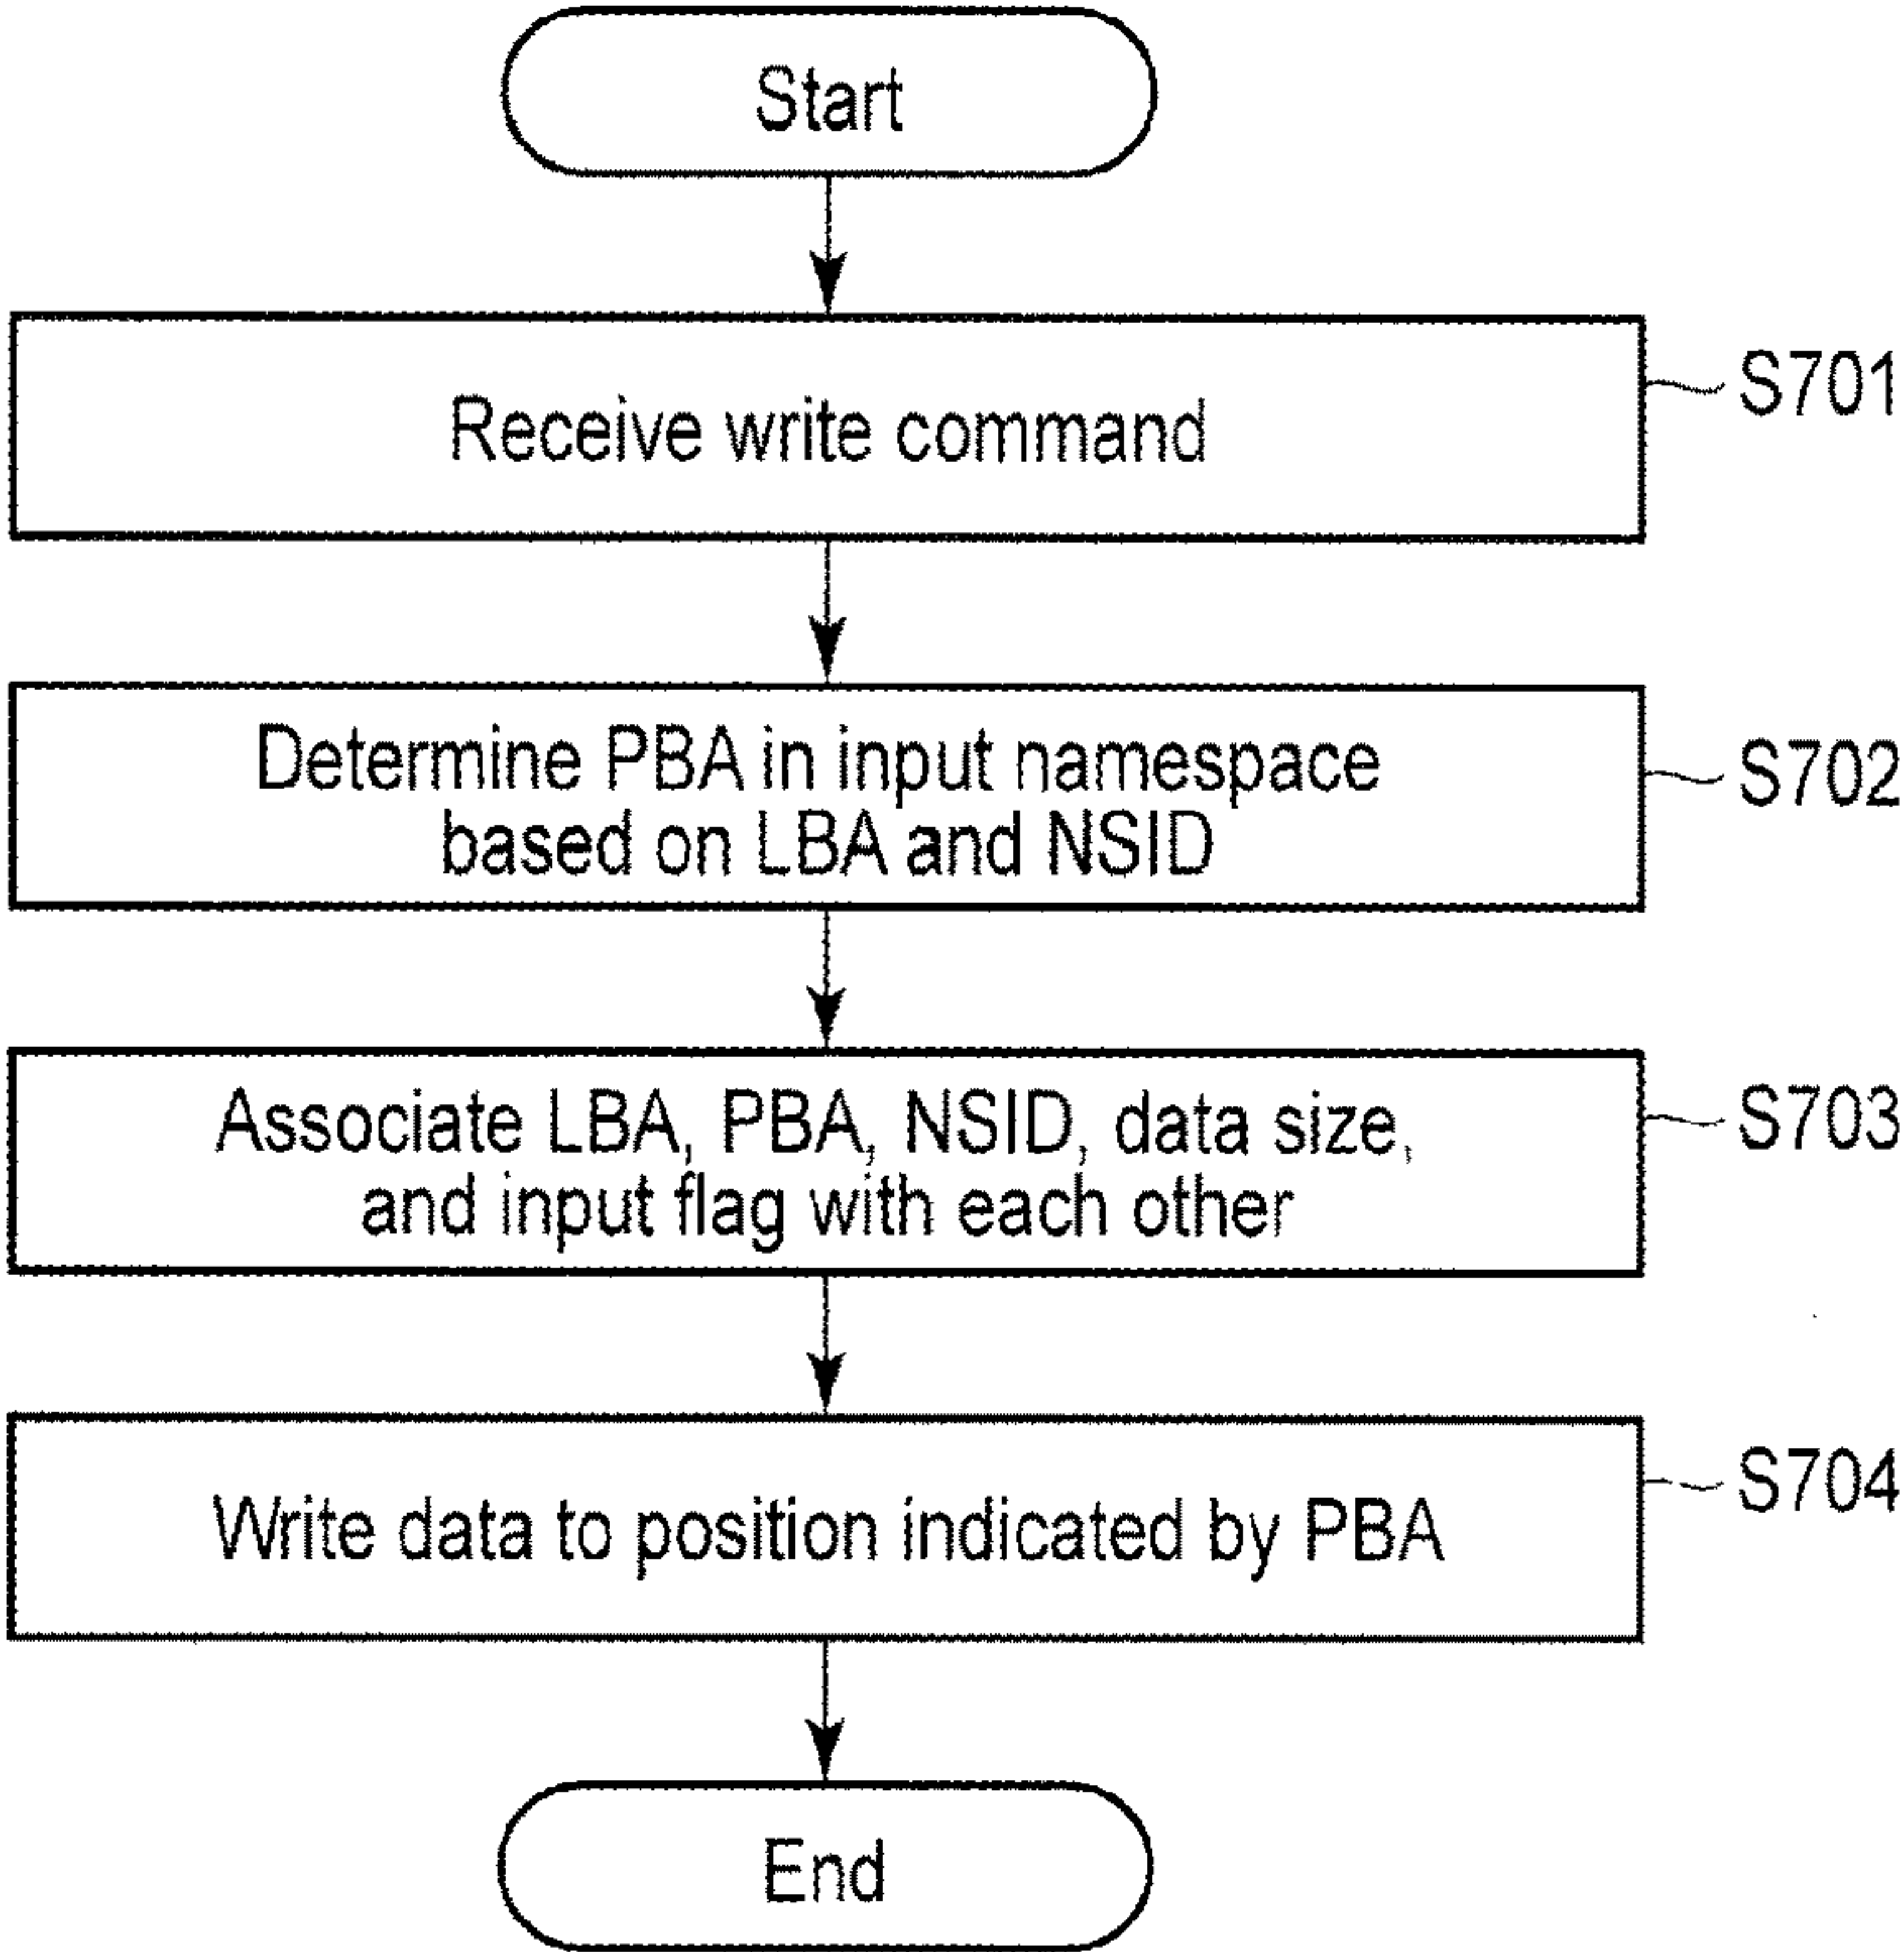 Start
Receive write command
S701
Determine PBA in input namespace
based on LBA and NSID
S702
Associate LBA, PBA, NSID, data size,
and input flag with each other
S703
Write data to position indicated by PBA
S704
End